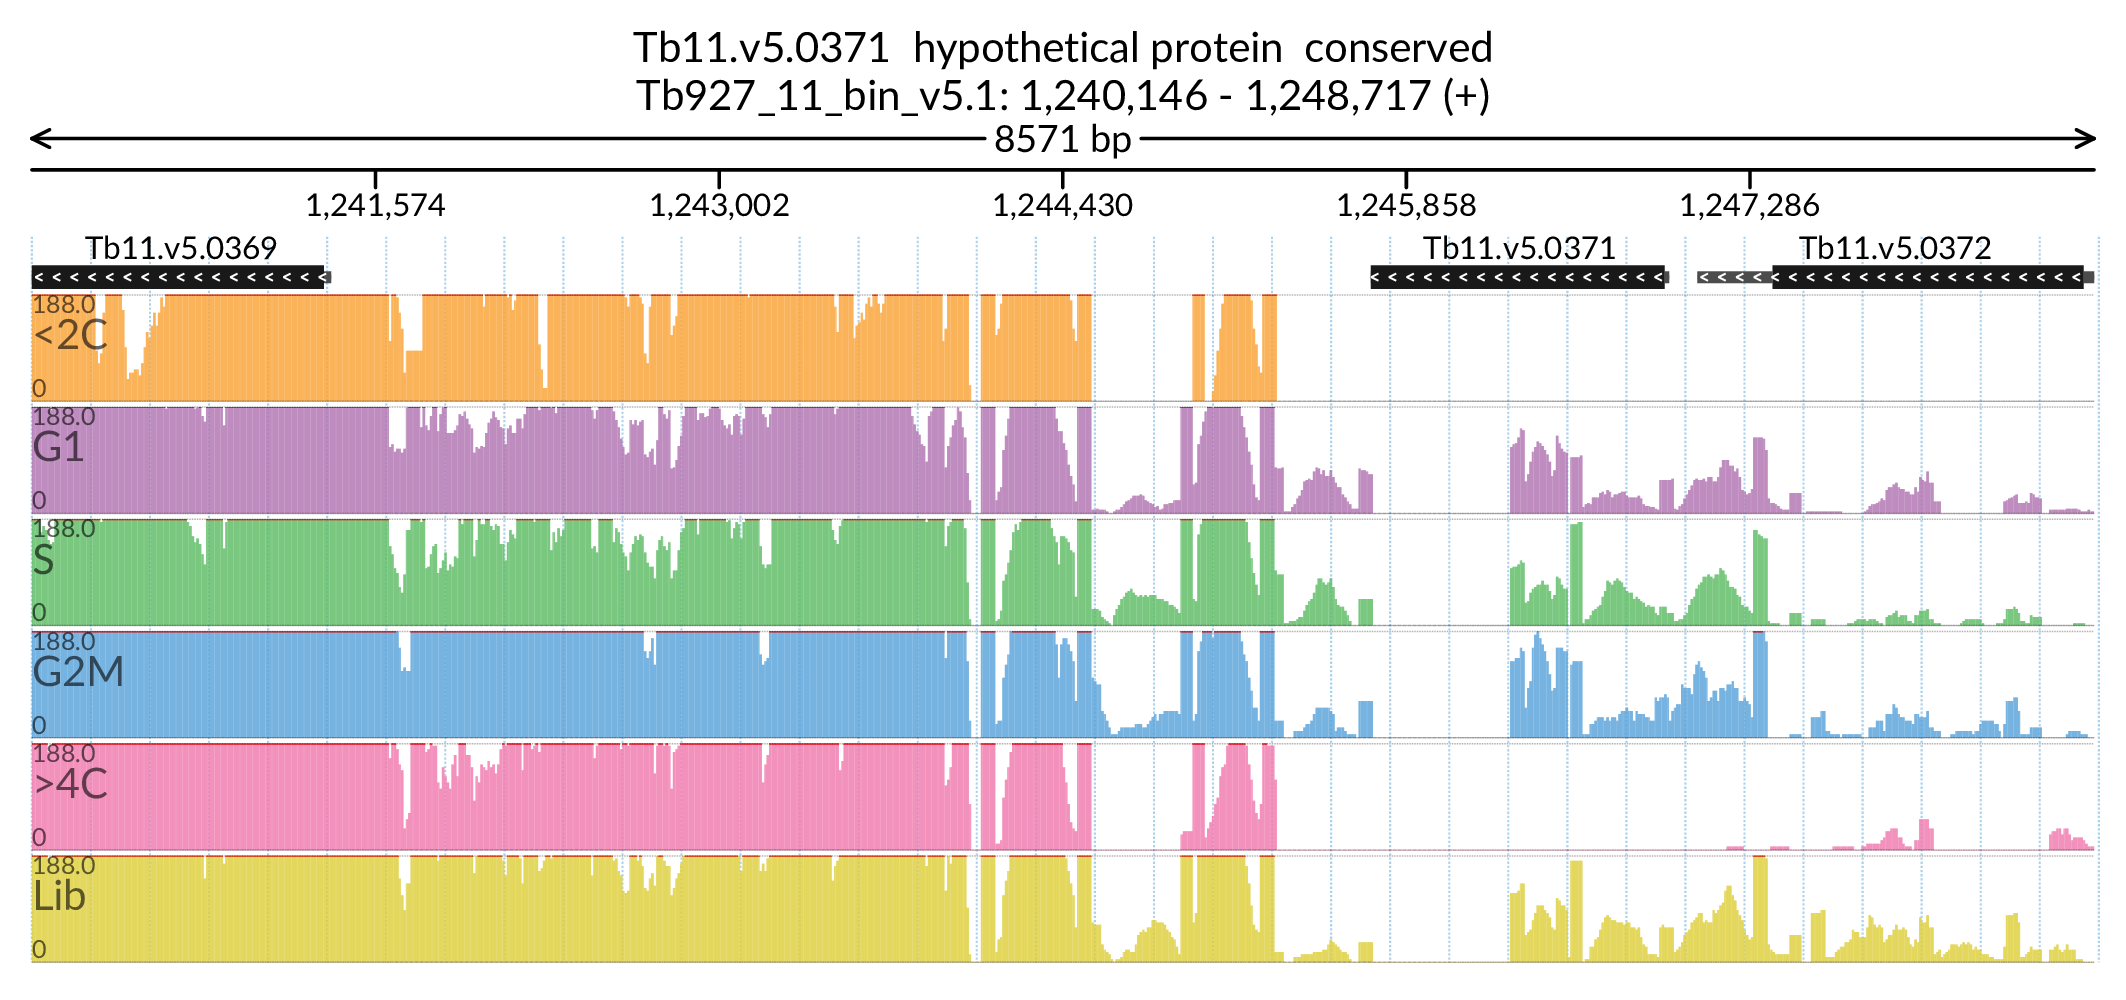 Tb11.v5.0371  hypothetical protein  conserved
Tb927_11_bin_v5.1: 1,240,146 - 1,248,717 (+)
8571 bp
1,241,574 1,243,002 1,244,430 1,245,858 1,247,286
Tb11.v5.0369 Tb11.v5.0371 Tb11.v5.0372
188.0
<2C
0
188.0
G1
0
188.0
S
0
188.0
G2M
0
188.0
>4C
0
188.0
Lib
0